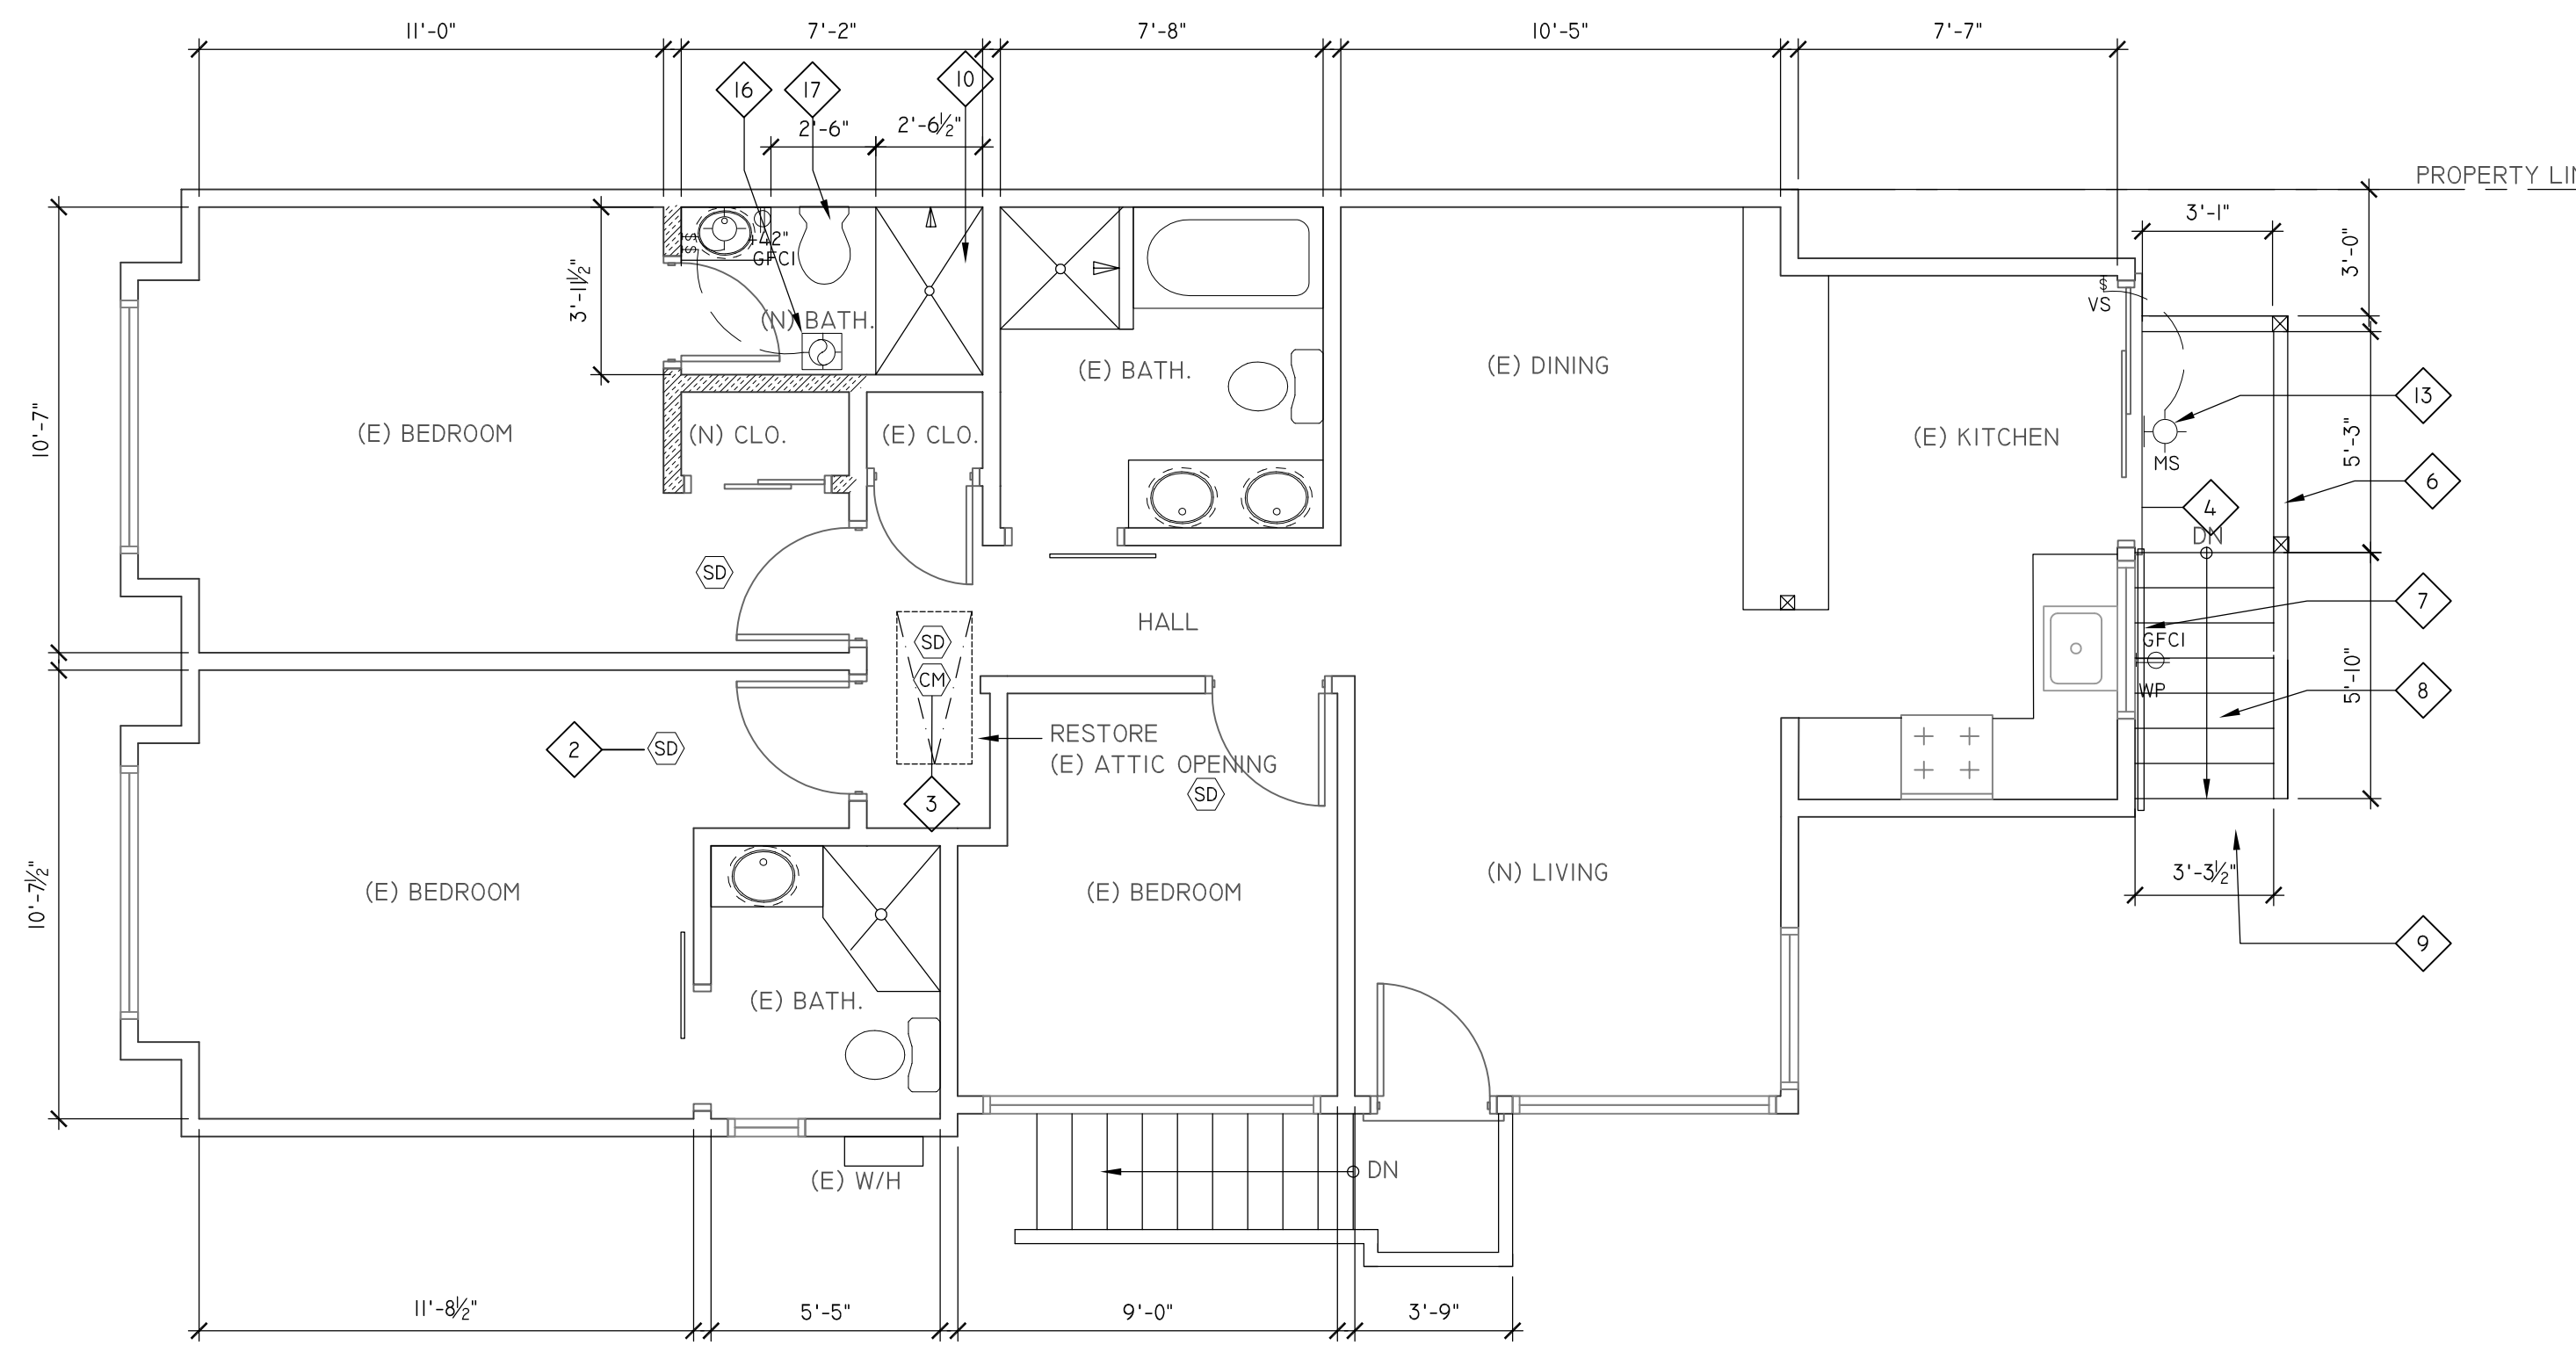 11'-0"
7'-2"
7'-8"
10'-5"
7'-7"
16
17
10
2'-6"
2'-6½"
PROPERTY LIN
3'-1"
3'-0"
$
$
+42"
GFCI
3'-11½"
(N) BATH.
(E) BATH.
(E) DINING
$
VS
13
10'-7"
(E) BEDROOM
(N) CLO.
(E) CLO.
(E) KITCHEN
MS
5'-3"
6
4
DN
SD
7
HALL
SD
GFCI
CM
WP
5'-10"
8
2
SD
RESTORE
(E) ATTIC OPENING
SD
3
10'-7½"
(E) BEDROOM
(E) BEDROOM
(N) LIVING
3'-3½"
9
(E) BATH.
(E) W/H
DN
11'-8½"
5'-5"
9'-0"
3'-9"